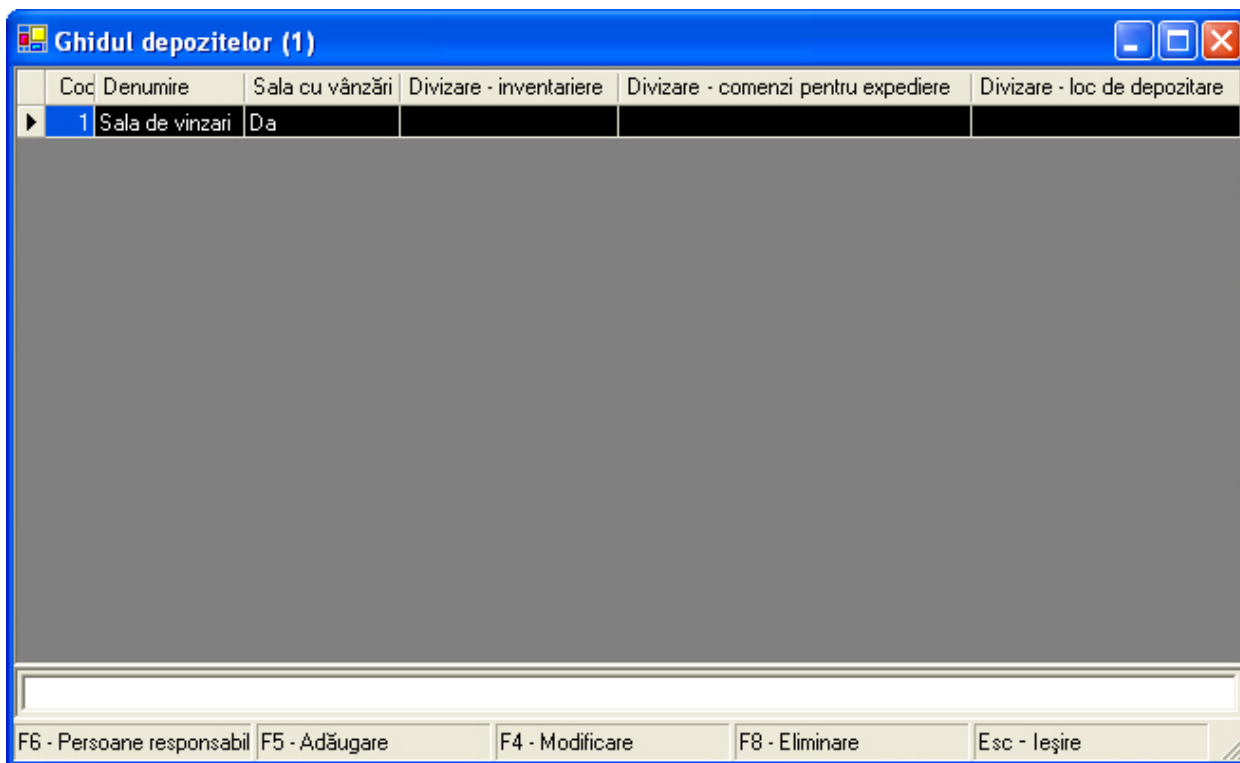 Ghidul depozitelor (1)
Cod Denumire Sala cu vânzări Divizare - inventariere Divizare - comenzi pentru expediere Divizare - loc de depozitare
1 Sala de vinzari Da
F6 - Persoane responsabil F5 - Adăugare F4 - Modificare F8 - Eliminare Esc - Ieşire